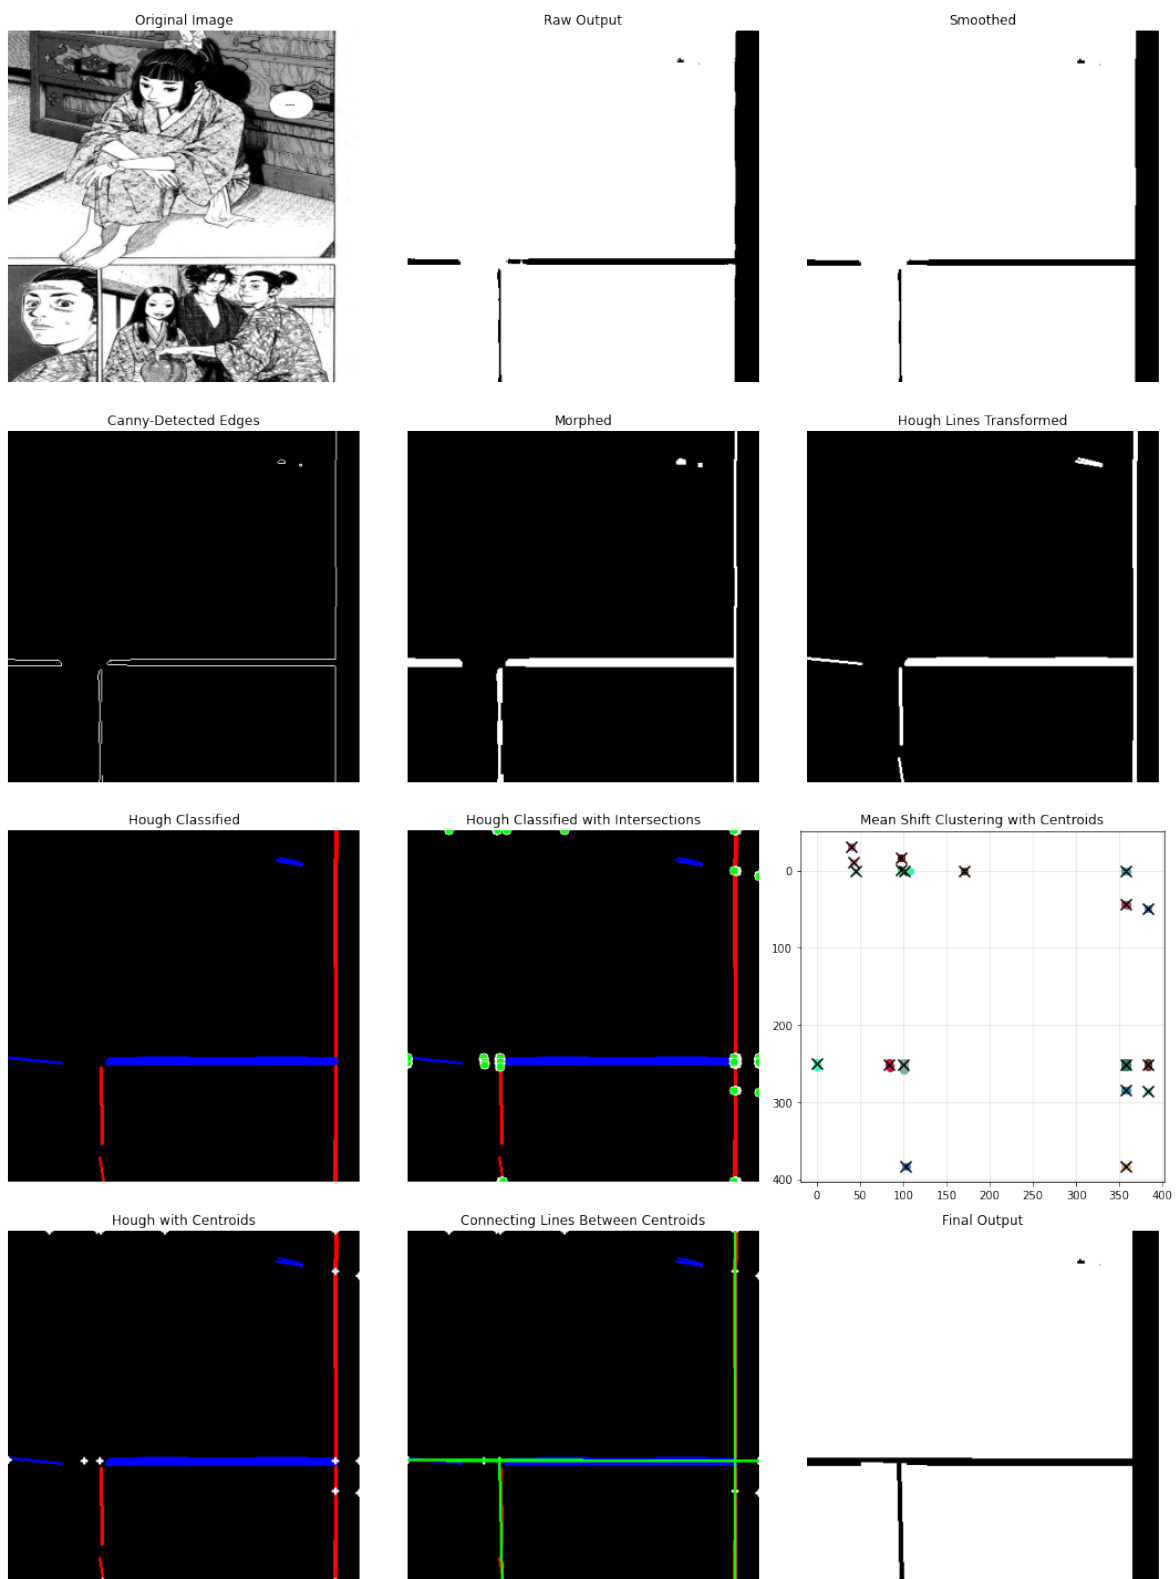 Original Image
Raw Output
Smoothed
...
Canny-Detected Edges
Morphed
Hough Lines Transformed
Hough Classified
Hough Classified with Intersections
Mean Shift Clustering with Centroids
0
100
200
300
400
0
50
100
150
200
250
300
350
400
Hough with Centroids
Connecting Lines Between Centroids
Final Output